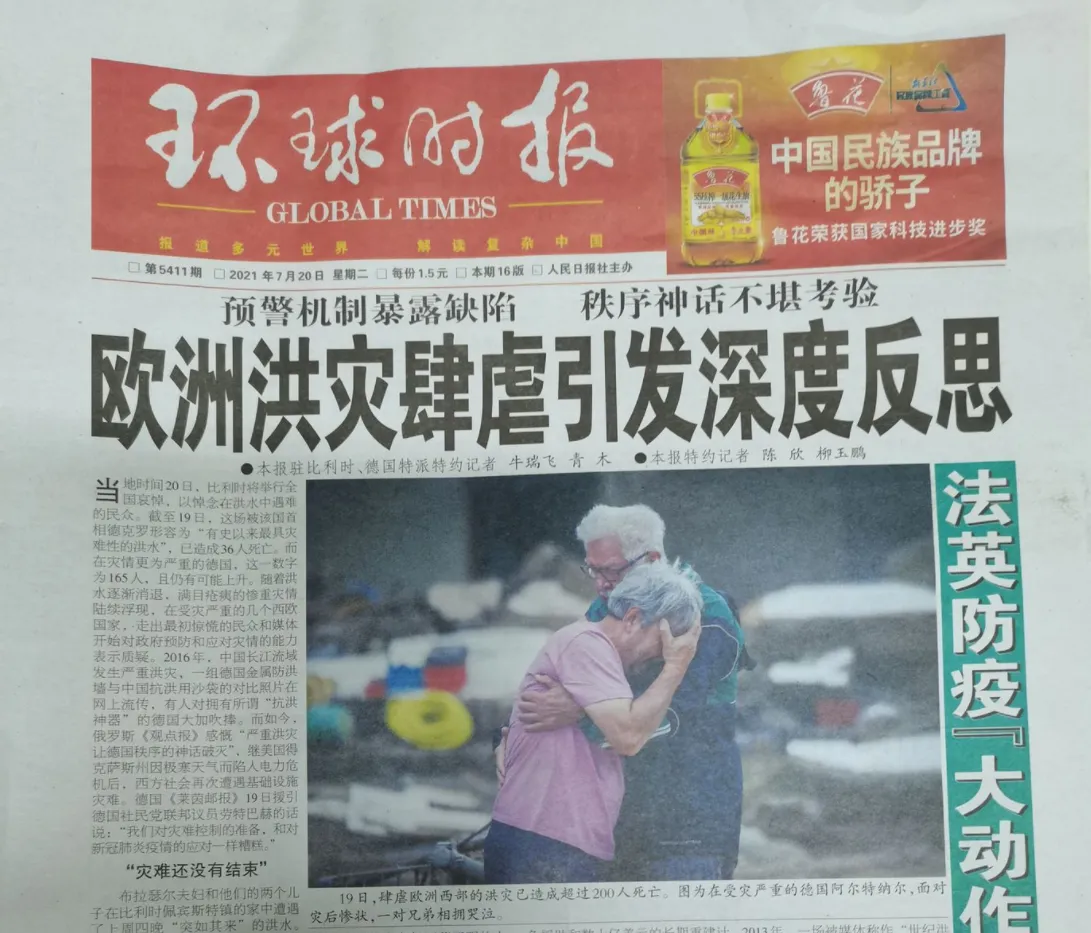 环球时报
GLOBAL TIMES
报道多元世界 解读复杂中国
鲁花
鲁花
中国民族品牌
的骄子
鲁花荣获国家科技进步奖
□第5411期 □2021年7月20日 星期二 □每份1.5元 □本期16版 □人民日报社主办
预警机制暴露缺陷 秩序神话不堪考验
欧洲洪灾肆虐引发深度反思
●本报驻比利时、德国特派特约记者 牛瑞飞 青木 ●本报特约记者 陈欣 柳玉鹏
当地时间20日，比利时将举行全
国哀悼，以悼念在洪水中遇难
的民众。截至19日，这场被该国首
相德克罗形容为“有史以来最具灾
难性的洪水”，已造成36人死亡。而
在灾情更为严重的德国，这一数字
为165人，且仍有可能上升。随着洪
水逐渐消退，满目疮痍的惨重灾情
陆续浮现，在受灾严重的几个西欧
国家，走出最初惊慌的民众和媒体
开始对政府预防和应对灾情的能力
表示质疑。2016年，中国长江流域
发生严重洪灾，一组德国金属防洪
墙与中国抗洪用沙袋的对比照片在
网上流传，有人对拥有所谓“抗洪
神器”的德国大加吹捧。而如今，
俄罗斯《观点报》感慨“严重洪灾
让德国秩序的神话破灭”，继美国得
克萨斯州因极寒天气而陷入电力危
机后，西方社会再次遭遇基础设施
灾难。德国《莱茵邮报》19日援引
德国社民党联邦议员劳特巴赫的话
说：“我们对灾难控制的准备，和对
新冠肺炎疫情的应对一样糟糕。”
“灾难还没有结束”
布拉瑟尔夫妇和他们的两个儿
子在比利时佩宾斯特镇的家中遭遇
了上周四晚“突如其来”的洪水。
19日，肆虐欧洲西部的洪灾已造成超过200人死亡。图为在受灾严重的德国阿尔特纳尔，面对
灾后惨状，一对兄弟相拥哭泣。
法英防疫『大动作